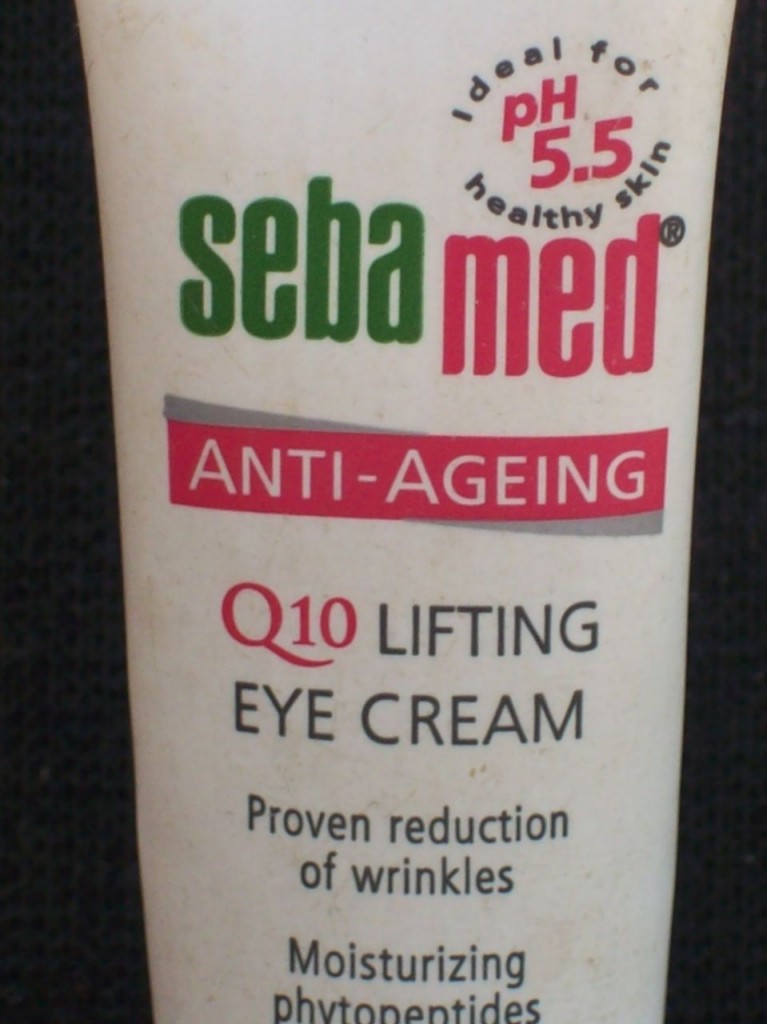 Ideal for
pH
5.5
healthy skin
sebamed®
ANTI-AGEING
Q10 LIFTING
EYE CREAM
Proven reduction
of wrinkles
Moisturizing
phytopeptides